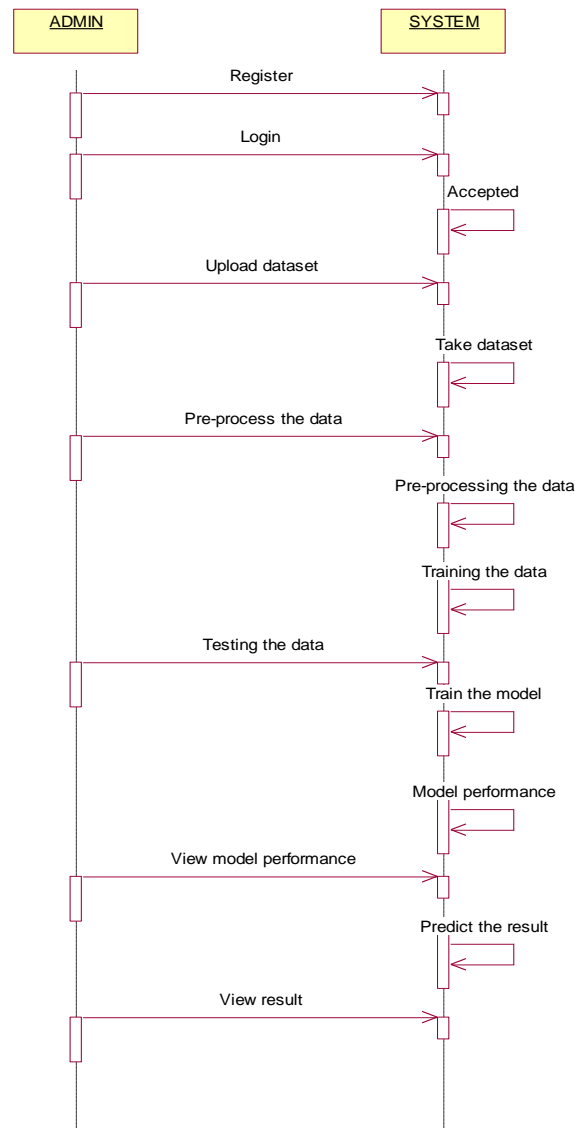 ADMIN
SYSTEM
Register
Login
Accepted
Upload dataset
Take dataset
Pre-process the data
Pre-processing the data
Training the data
Testing the data
Train the model
Model performance
View model performance
Predict the result
View result